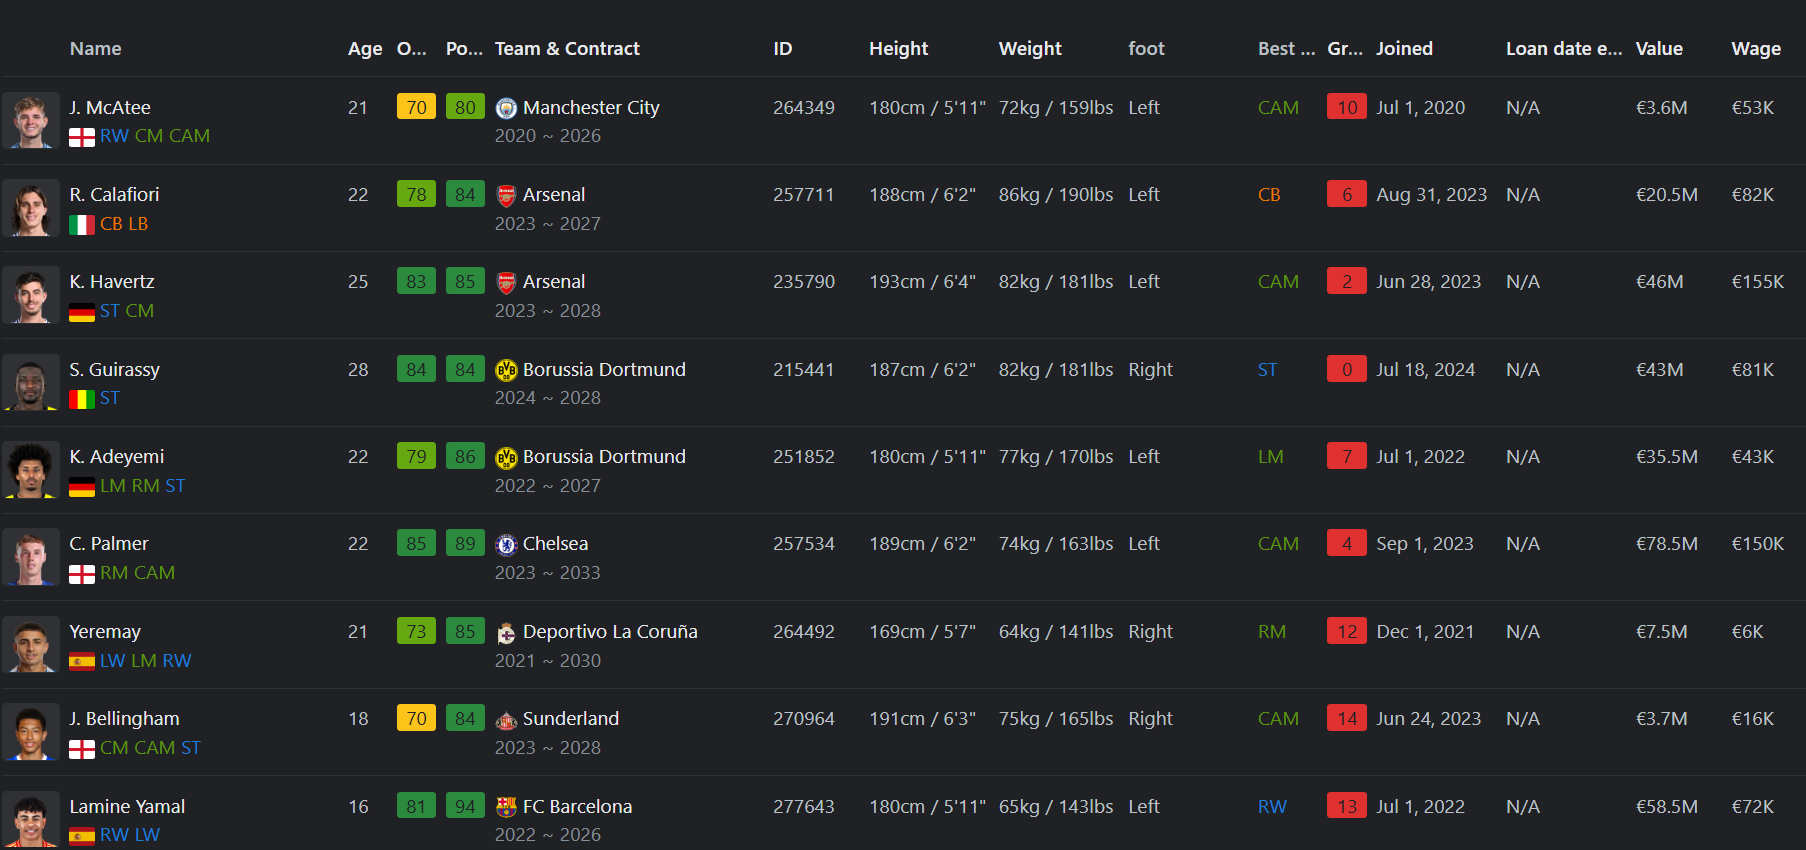 Name Age O... Po... Team & Contract ID Height Weight foot Best ... Gr... Joined Loan date e... Value Wage
J. McAtee 21 70 80 Manchester City 264349 180cm / 5'11" 72kg / 159lbs Left CAM 10 Jul 1, 2020 N/A €3.6M €53K
RW CM CAM 2020 ~ 2026
R. Calafiori 22 78 84 Arsenal 257711 188cm / 6'2" 86kg / 190lbs Left CB 6 Aug 31, 2023 N/A €20.5M €82K
CB LB 2023 ~ 2027
K. Havertz 25 83 85 Arsenal 235790 193cm / 6'4" 82kg / 181lbs Left CAM 2 Jun 28, 2023 N/A €46M €155K
ST CM 2023 ~ 2028
S. Guirassy 28 84 84 Borussia Dortmund 215441 187cm / 6'2" 82kg / 181lbs Right ST 0 Jul 18, 2024 N/A €43M €81K
ST 2024 ~ 2028
K. Adeyemi 22 79 86 Borussia Dortmund 251852 180cm / 5'11" 77kg / 170lbs Left LM 7 Jul 1, 2022 N/A €35.5M €43K
LM RM ST 2022 ~ 2027
C. Palmer 22 85 89 Chelsea 257534 189cm / 6'2" 74kg / 163lbs Left CAM 4 Sep 1, 2023 N/A €78.5M €150K
RM CAM 2023 ~ 2033
Yeremay 21 73 85 Deportivo La Coruña 264492 169cm / 5'7" 64kg / 141lbs Right RM 12 Dec 1, 2021 N/A €7.5M €6K
LW LM RW 2021 ~ 2030
J. Bellingham 18 70 84 Sunderland 270964 191cm / 6'3" 75kg / 165lbs Right CAM 14 Jun 24, 2023 N/A €3.7M €16K
CM CAM ST 2023 ~ 2028
Lamine Yamal 16 81 94 FC Barcelona 277643 180cm / 5'11" 65kg / 143lbs Left RW 13 Jul 1, 2022 N/A €58.5M €72K
RW LW 2022 ~ 2026